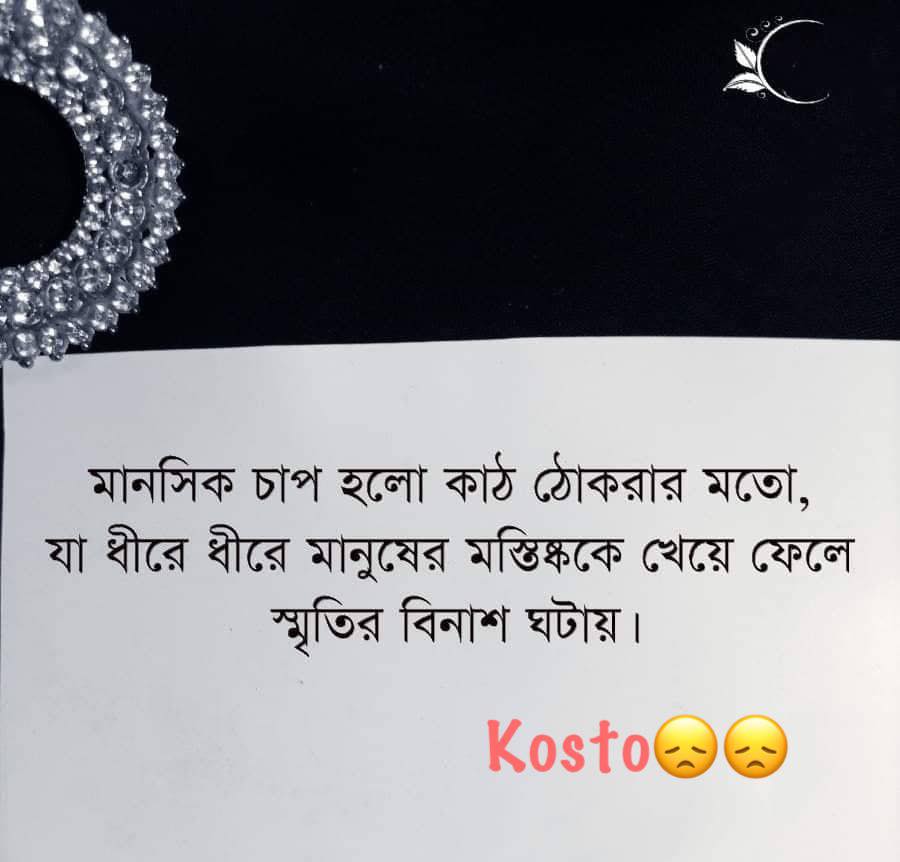 মানসিক চাপ হলো কাঠ ঠোকরার মতো,
যা ধীরে ধীরে মানুষের মস্তিষ্ককে খেয়ে ফেলে
স্মৃতির বিনাশ ঘটায়।
Kosto😞😞